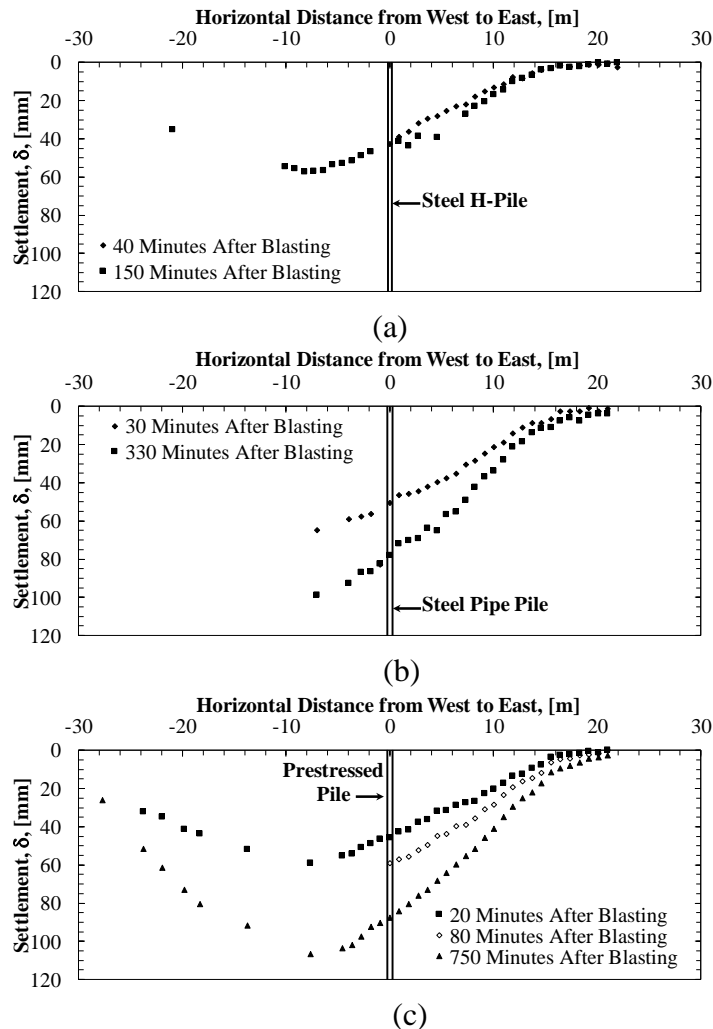 Horizontal Distance from West to East, [m]
-30 -20 -10 0 10 20 30
0
20
40
60
80
100
120
Settlement, δ, [mm]
Steel H-Pile
40 Minutes After Blasting
150 Minutes After Blasting
(a)
Horizontal Distance from West to East, [m]
-30 -20 -10 0 10 20 30
0
20
40
60
80
100
120
Settlement, δ, [mm]
30 Minutes After Blasting
330 Minutes After Blasting
Steel Pipe Pile
(b)
Horizontal Distance from West to East, [m]
-30 -20 -10 0 10 20 30
0
20
40
60
80
100
120
Settlement, δ, [mm]
Prestressed
Pile
20 Minutes After Blasting
80 Minutes After Blasting
750 Minutes After Blasting
(c)